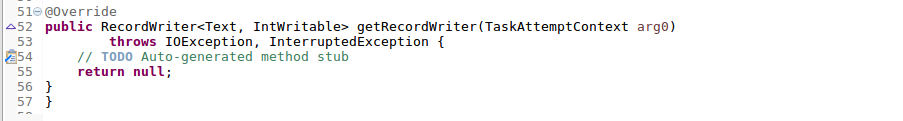 51 @Override
52 public RecordWriter<Text, IntWritable> getRecordWriter(TaskAttemptContext arg0)
53         throws IOException, InterruptedException {
54     // TODO Auto-generated method stub
55     return null;
56 }
57 }